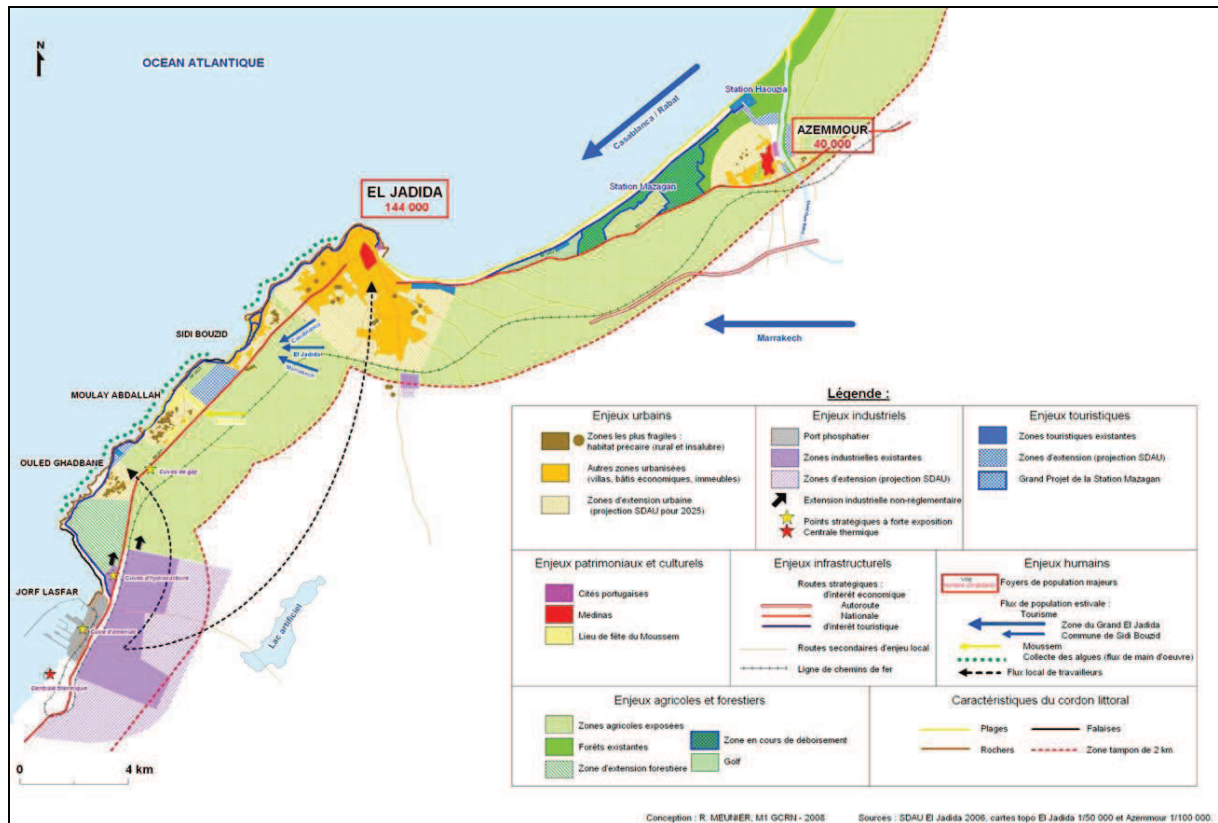 N
OCEAN ATLANTIQUE
Casablanca / Rabat
Station Haouzia
AZEMMOUR
40 000
Station Mazagan
EL JADIDA
144 000
SIDI BOUZID
Casablanca
El Jadida
Marrakech
Marrakech
MOULAY ABDALLAH
OULED GHADBANE
Cuves de gaz
Cuves d'hydrocarbure
JORF LASFAR
Lac artificiel
Centrale thermique
0 4 km
Légende :
Enjeux urbains
Zones les plus fragiles :
habitat précaire (rural et insalubre)
Autres zones urbanisées
(villas, bâtis économiques, immeubles)
Zones d'extension urbaine
(projection SDAU pour 2025)
Enjeux industriels
Port phosphatier
Zones industrielles existantes
Zones d'extension (projection SDAU)
Extension industrielle non-réglementaire
Points stratégiques à forte exposition
Centrale thermique
Enjeux touristiques
Zones touristiques existantes
Zones d'extension (projection SDAU)
Grand Projet de la Station Mazagan
Enjeux patrimoniaux et culturels
Cités portugaises
Médinas
Lieu de fête du Moussem
Enjeux infrastructurels
Routes stratégiques :
d'intérêt économique
Autoroute
Nationale
d'intérêt touristique
Routes secondaires d'enjeu local
Ligne de chemins de fer
Enjeux humains
Ville
Foyers de population majeurs
Flux de population estivale :
Tourisme
Zone du Grand El Jadida
Commune de Sidi Bouzid
Moussem
Collecte des algues (flux de main d'oeuvre)
Flux local de travailleurs
Enjeux agricoles et forestiers
Zones agricoles exposées
Forêts existantes
Zone d'extension forestière
Zone en cours de déboisement
Golf
Caractéristiques du cordon littoral
Plages
Falaises
Rochers
Zone tampon de 2 km
Conception : R. MEUNIER, M1 GCRN - 2008
Sources : SDAU El Jadida 2006, cartes topo El Jadida 1/50 000 et Azemmour 1/100 000.